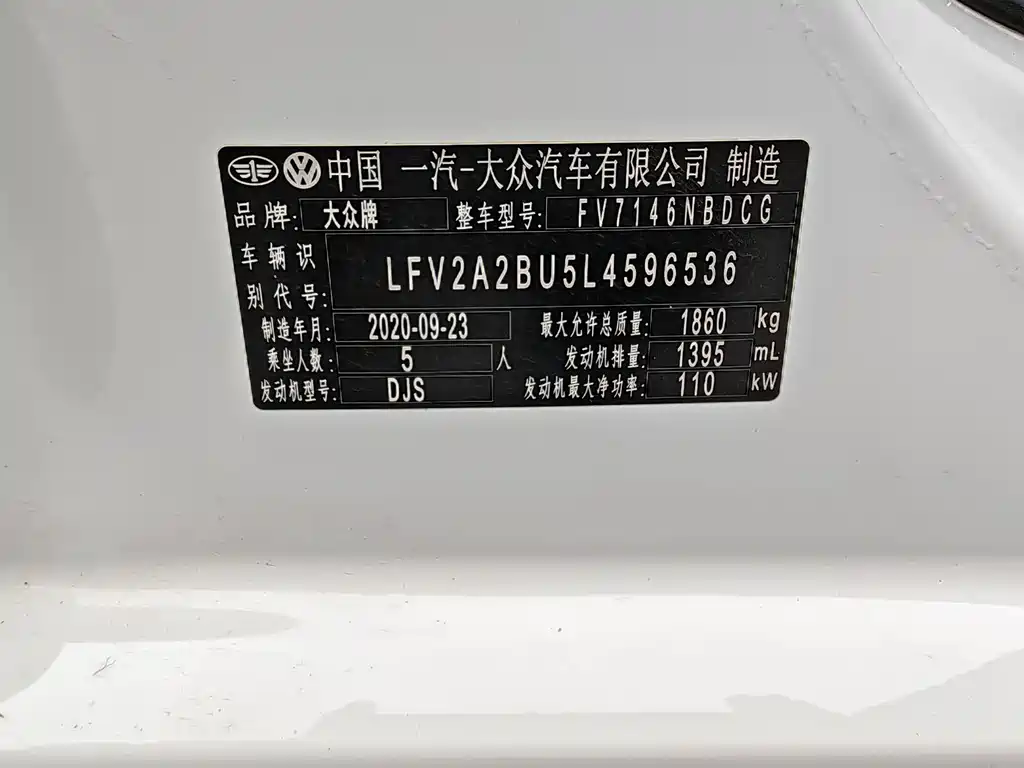 中国 一汽-大众汽车有限公司 制造
品牌: 大众牌 整车型号: FV7146NBDCG
车辆识别代号: LFV2A2BU5L4596536
制造年月: 2020-09-23 最大允许总质量: 1860 kg
乘坐人数: 5 人 发动机排量: 1395 mL
发动机型号: DJS 发动机最大净功率: 110 kW